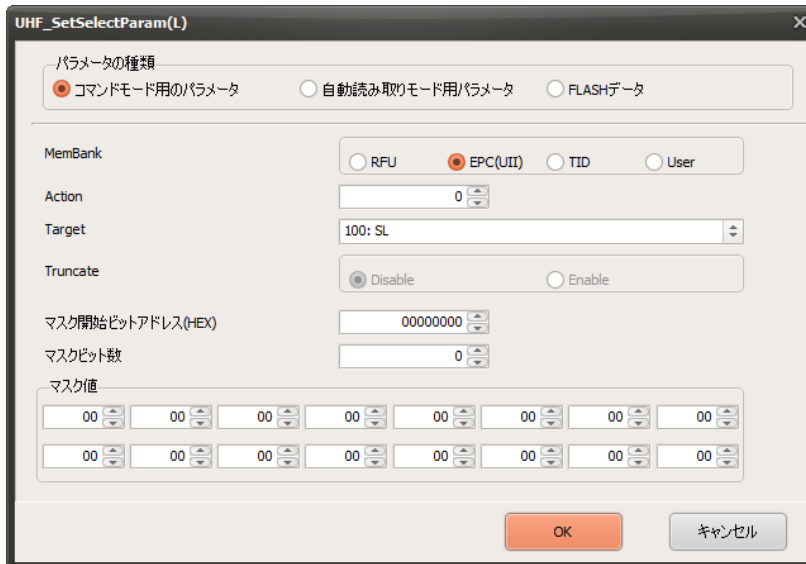 UHF_SetSelectParam(L)
パラメータの種類
コマンドモード用のパラメータ 自動読み取りモード用パラメータ FLASHデータ
MemBank RFU EPC(UII) TID User
Action 0
Target 100: SL
Truncate Disable Enable
マスク開始ビットアドレス(HEX) 00000000
マスクビット数 0
マスク値
00 00 00 00 00 00 00 00
00 00 00 00 00 00 00 00
OK キャンセル